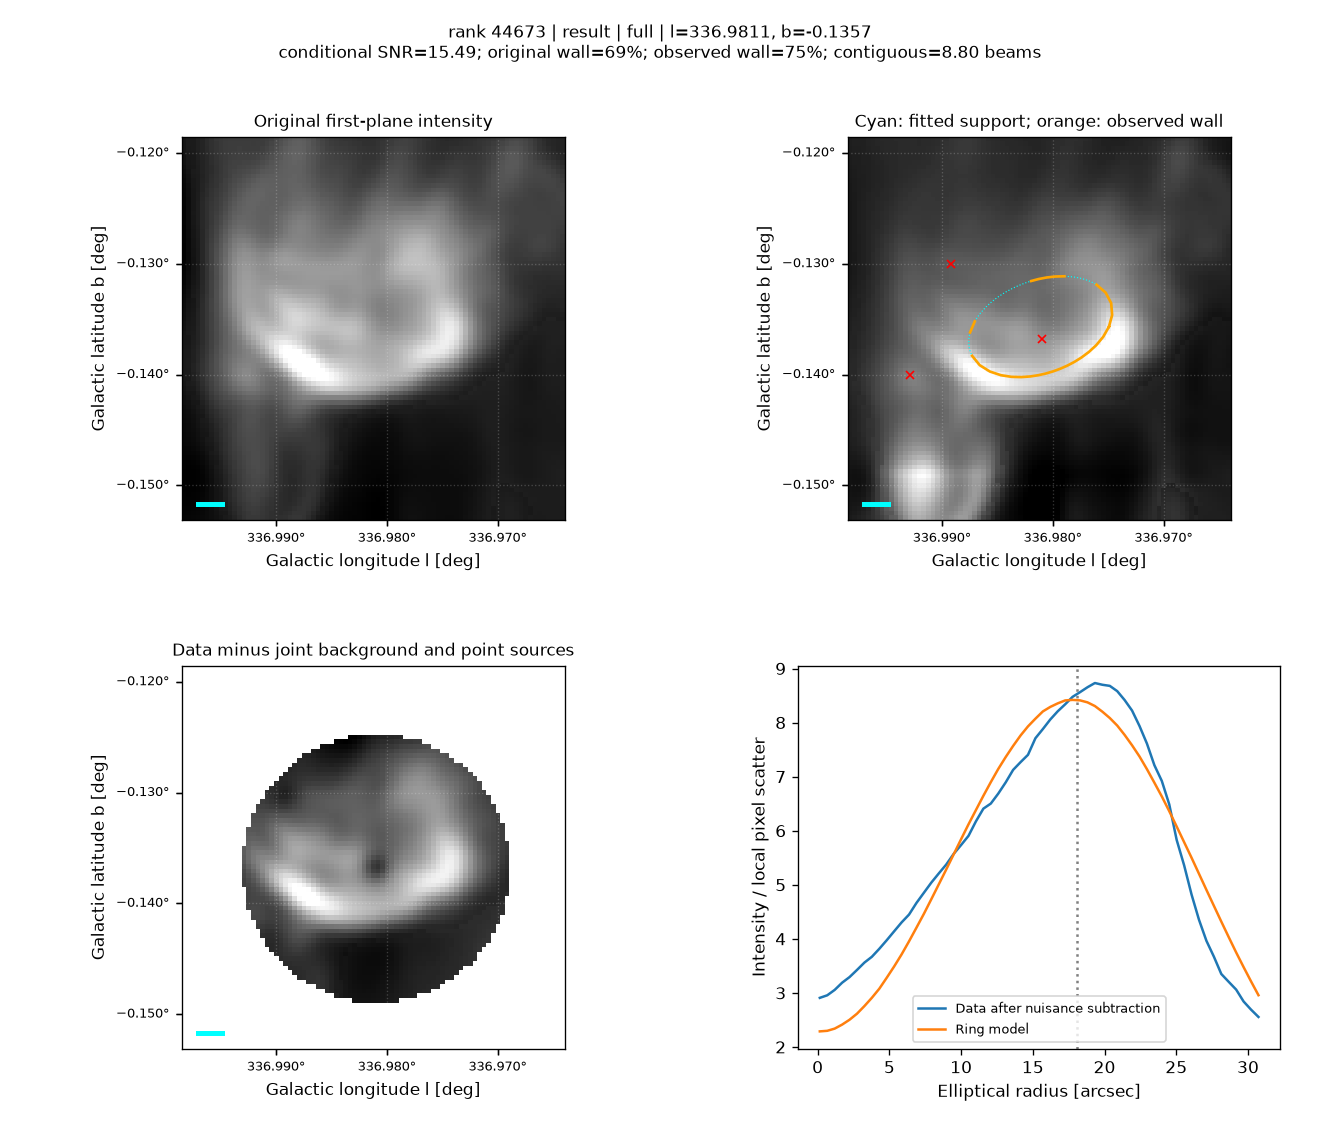 rank 44673 | result | full | l=336.9811, b=-0.1357
conditional SNR=15.49; original wall=69%; observed wall=75%; contiguous=8.80 beams
Original first-plane intensity
−0.120°
−0.130°
−0.140°
−0.150°
Galactic latitude b [deg]
336.990°
336.980°
336.970°
Galactic longitude l [deg]
Cyan: fitted support; orange: observed wall
−0.120°
−0.130°
−0.140°
−0.150°
Galactic latitude b [deg]
336.990°
336.980°
336.970°
Galactic longitude l [deg]
Data minus joint background and point sources
−0.120°
−0.130°
−0.140°
−0.150°
Galactic latitude b [deg]
336.990°
336.980°
336.970°
Galactic longitude l [deg]
9
8
7
6
5
4
3
2
Intensity / local pixel scatter
Data after nuisance subtraction
Ring model
0
5
10
15
20
25
30
Elliptical radius [arcsec]